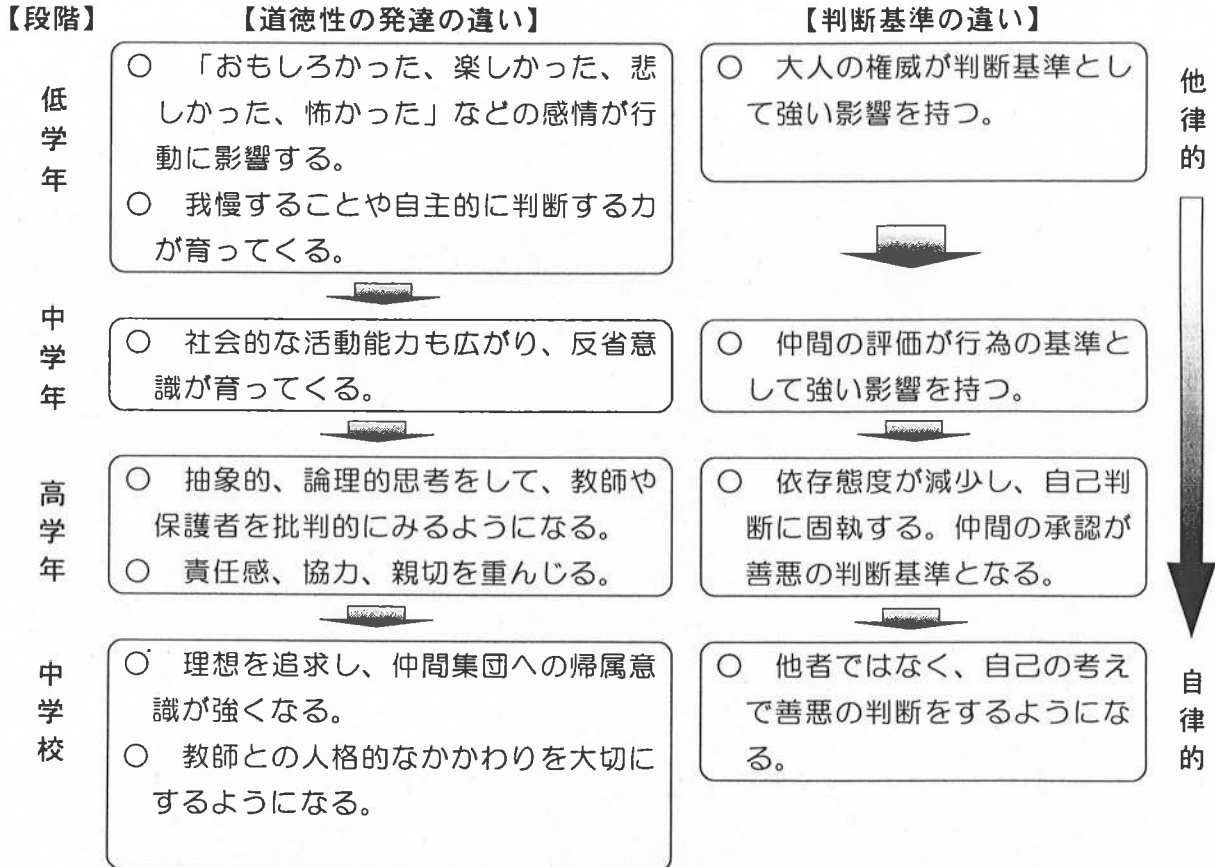 【段階】 【道徳性の発達の違い】 【判断基準の違い】
低学年
○ 「おもしろかった、楽しかった、悲
しかった、怖かった」などの感情が行
動に影響する。
○ 我慢することや自主的に判断する力
が育ってくる。
○ 大人の権威が判断基準とし
て強い影響を持つ。
他律的
中学年
○ 社会的な活動能力も広がり、反省意
識が育ってくる。
○ 仲間の評価が行為の基準と
して強い影響を持つ。
高学年
○ 抽象的、論理的思考をして、教師や
保護者を批判的にみるようになる。
○ 責任感、協力、親切を重んじる。
○ 依存態度が減少し、自己判
断に固執する。仲間の承認が
善悪の判断基準となる。
中学校
○ 理想を追求し、仲間集団への帰属意
識が強くなる。
○ 教師との人格的なかかわりを大切に
するようになる。
○ 他者ではなく、自己の考え
で善悪の判断をするようにな
る。
自律的